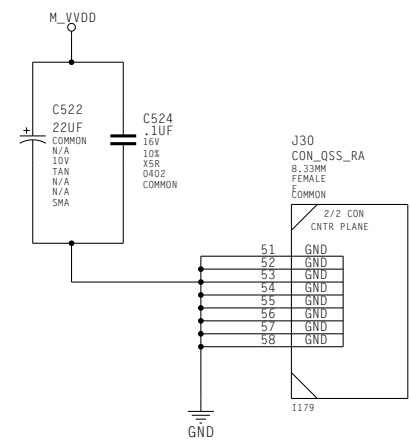 M_VVDD
C522
22UF
COMMON
N/A
10V
TAN
N/A
N/A
SMA
C524
.1UF
16V
10%
X5R
0402
COMMON
J30
CON_QSS_RA
8.33MM
FEMALE
F
COMMON
2/2 CON
CNTR PLANE
51 GND
52 GND
53 GND
54 GND
55 GND
56 GND
57 GND
58 GND
I179
GND